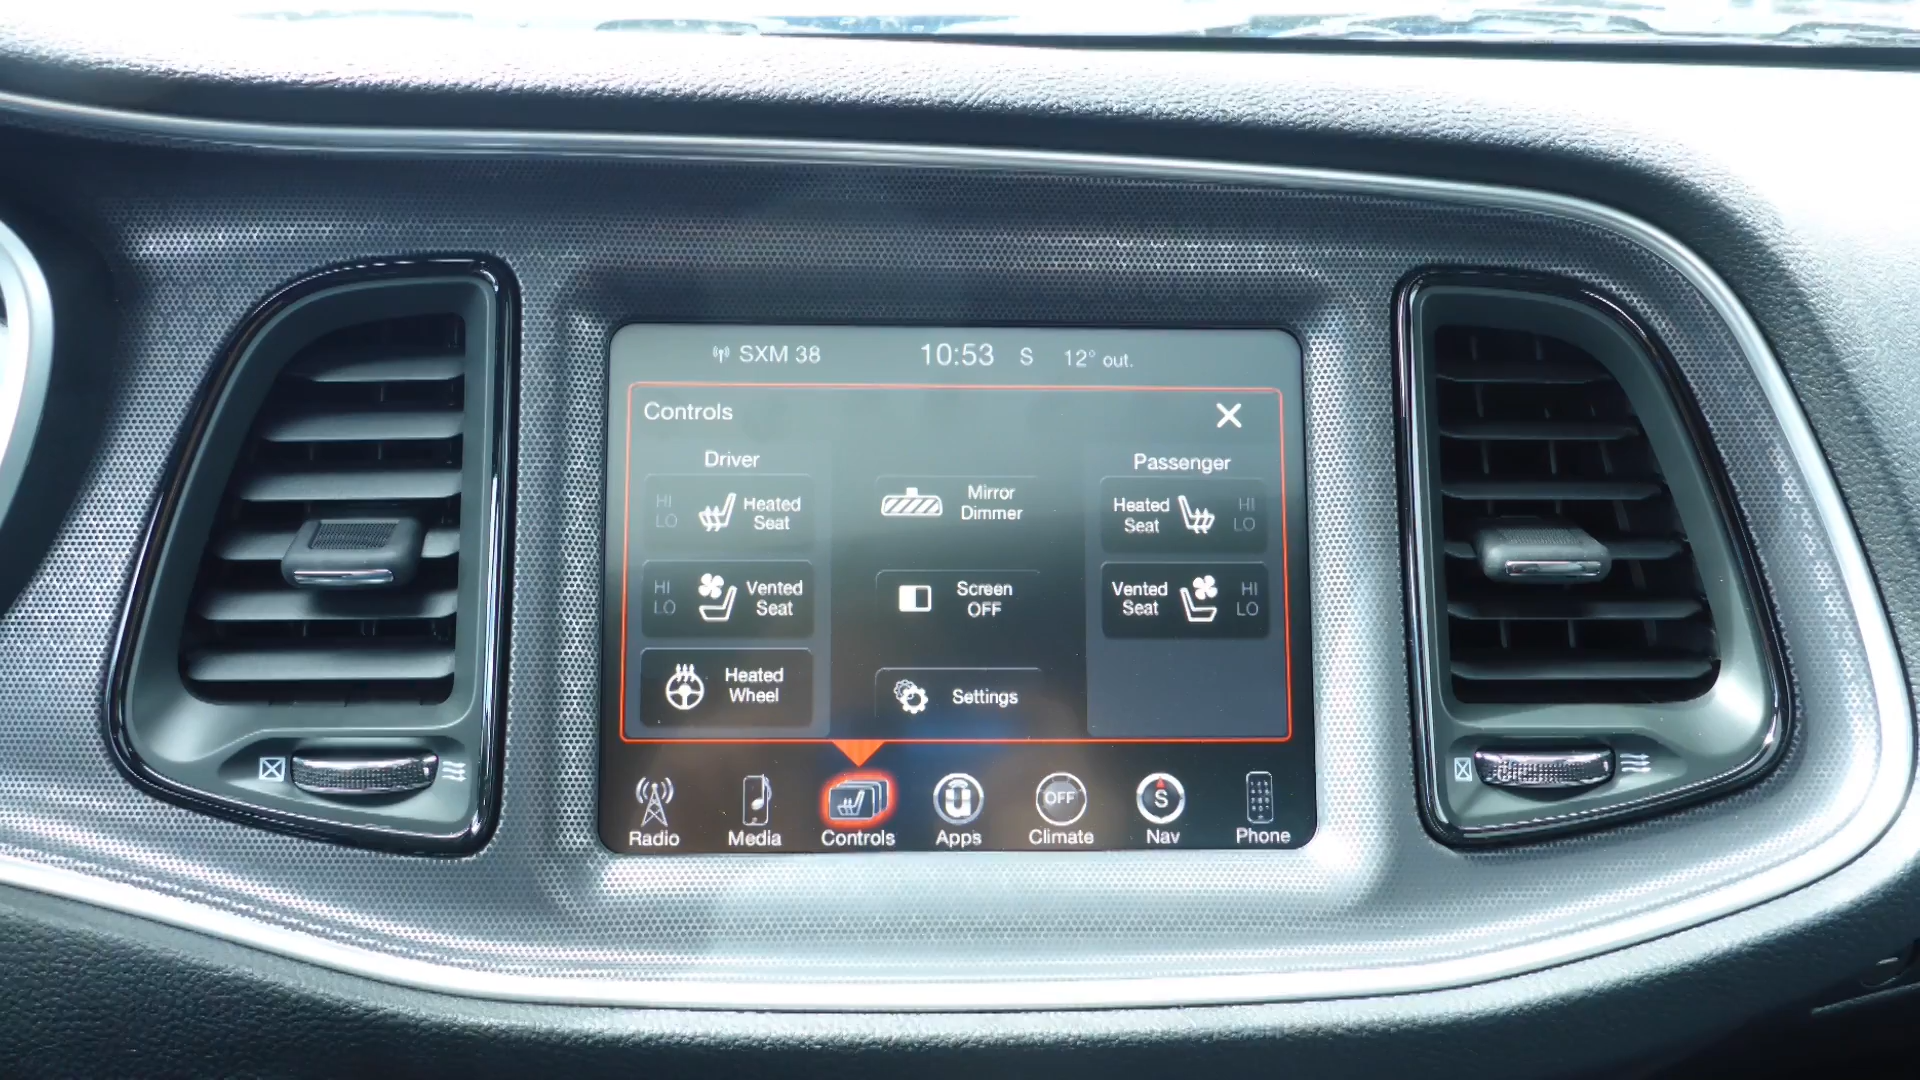 SXM 38 10:53 S 12° out.
Controls
Driver
HI
LO
Heated
Seat
HI
LO
Vented
Seat
Heated
Wheel
Mirror
Dimmer
Screen
OFF
Settings
Passenger
Heated
Seat
HI
LO
Vented
Seat
HI
LO
OFF
S
Radio Media Controls Apps Climate Nav Phone